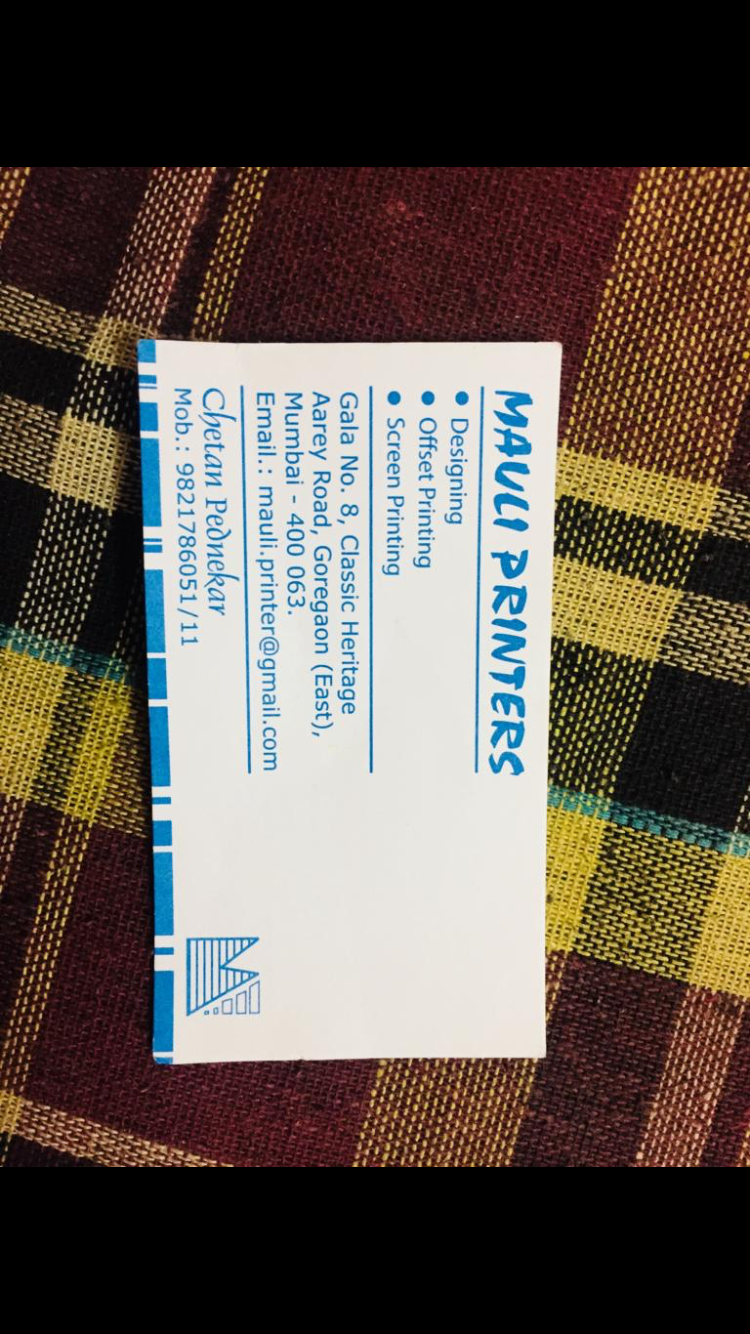 MAULI PRINTERS
● Designing
● Offset Printing
● Screen Printing
Gala No. 8, Classic Heritage
Aarey Road, Goregaon (East),
Mumbai - 400 063.
Email.: mauli.printer@gmail.com
Chetan Pednekar
Mob.: 9821786051/11